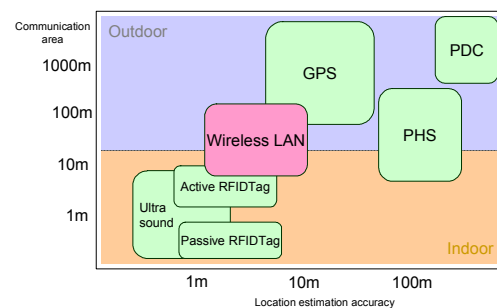 Communication
area
Outdoor
PDC
GPS
1000m
100m
Wireless LAN
PHS
10m
Active RFIDTag
Ultra
sound
1m
Passive RFIDTag
Indoor
1m
10m
100m
Location estimation accuracy